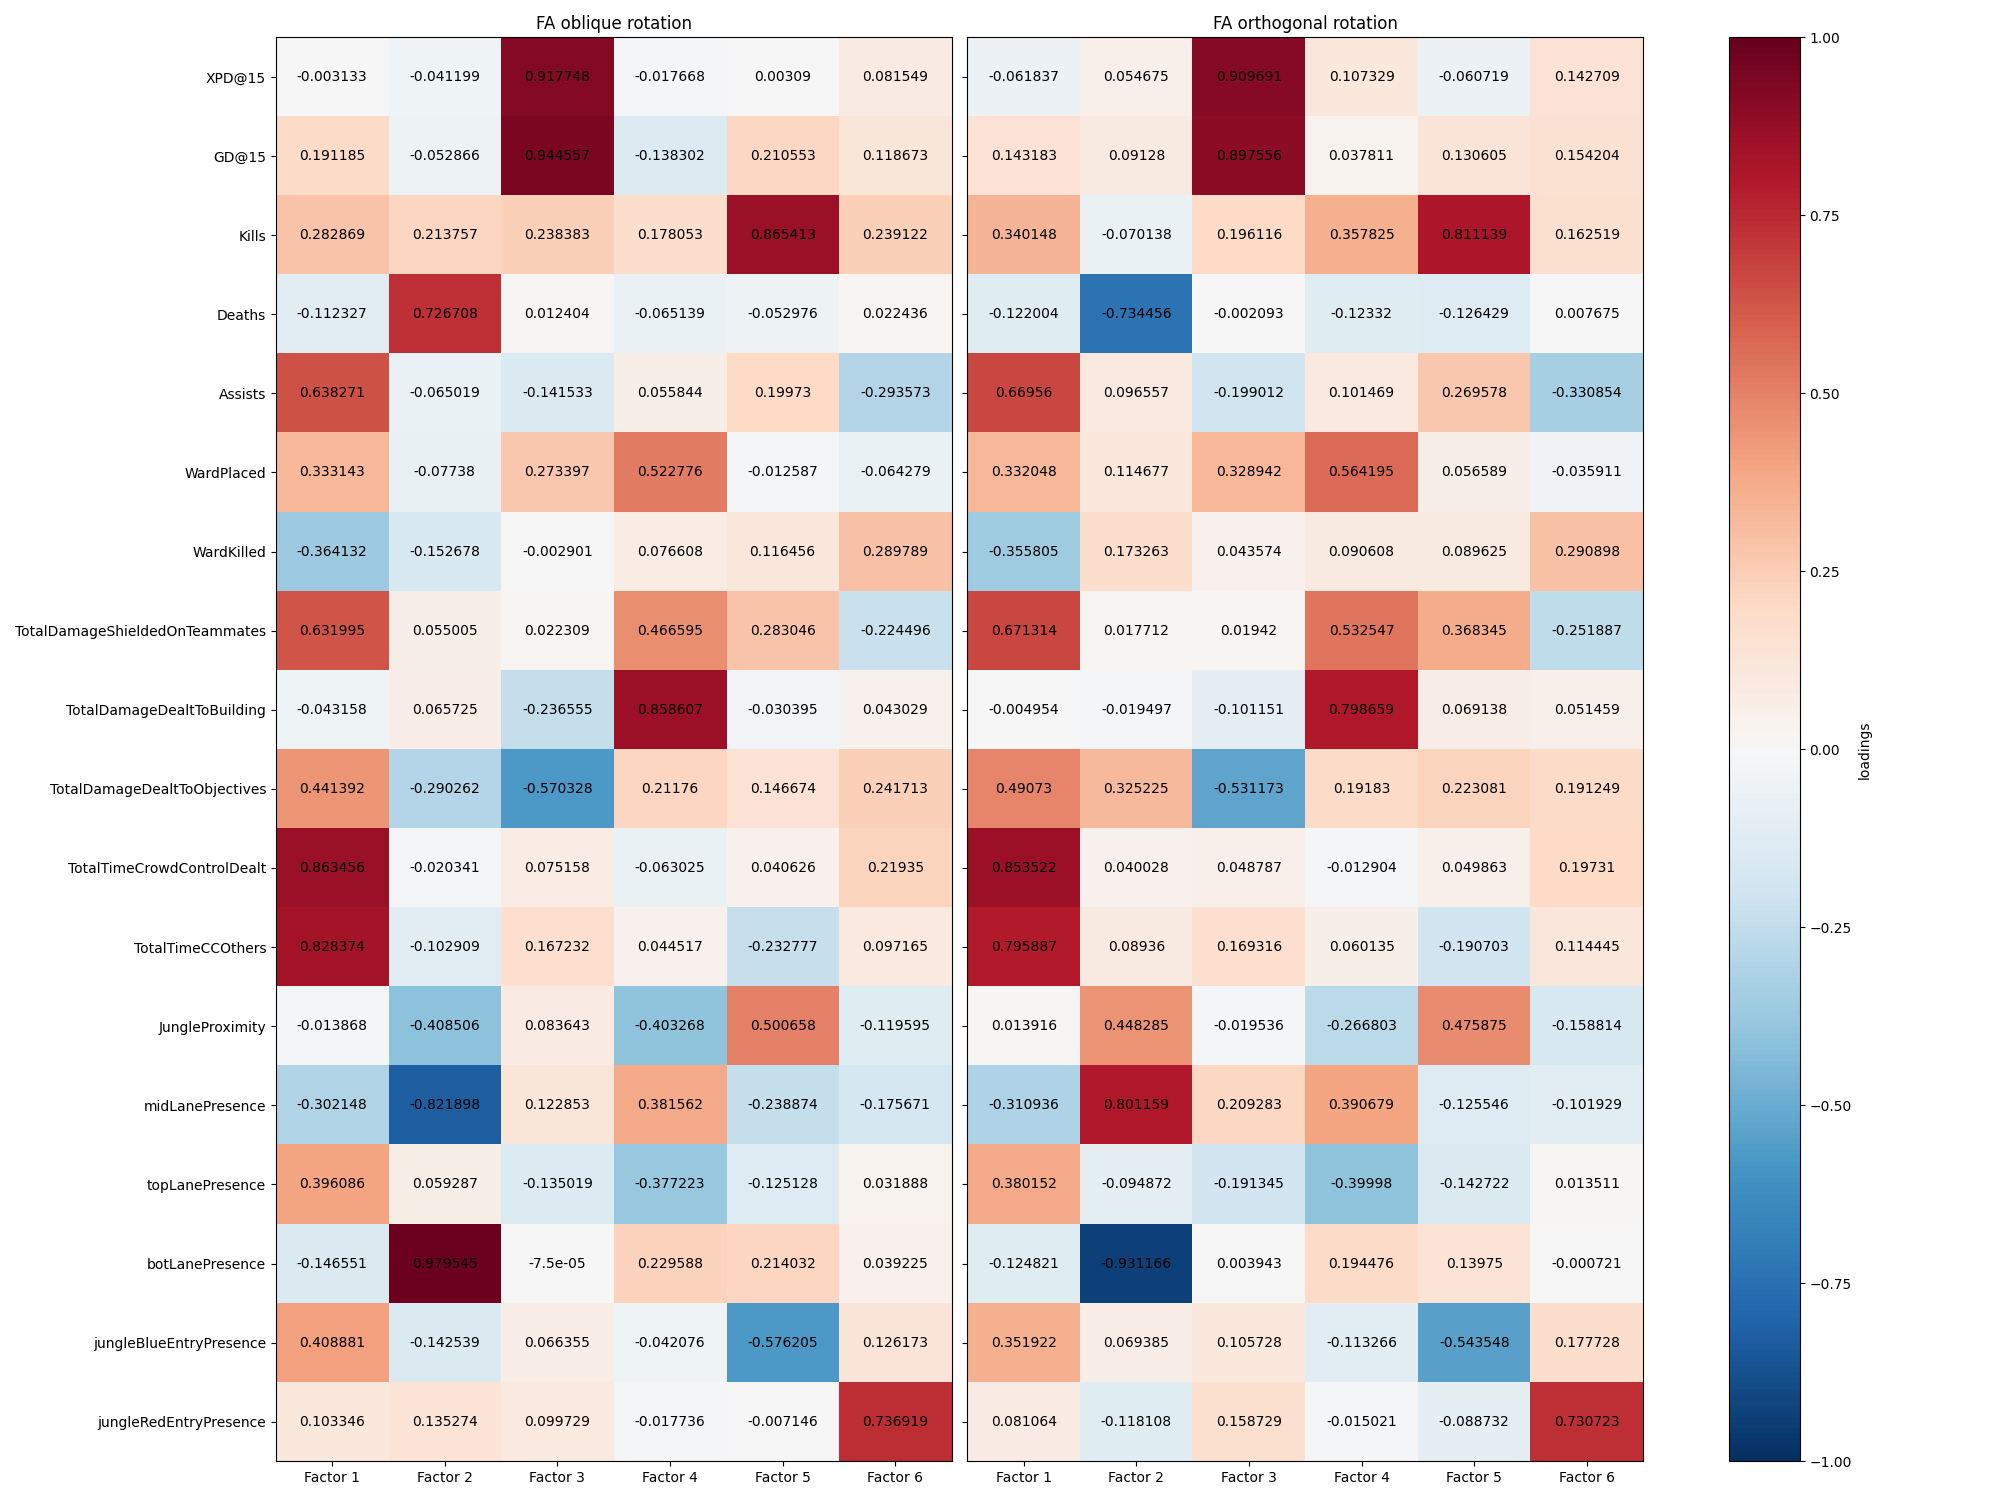 FA oblique rotation FA orthogonal rotation
XPD@15 -0.003133 -0.041199 0.917748 -0.017668 0.00309 0.081549 -0.061837 0.054675 0.909691 0.107329 -0.060719 0.142709
GD@15 0.191185 -0.052866 0.944557 -0.138302 0.210553 0.118673 0.143183 0.09128 0.897556 0.037811 0.130605 0.154204
Kills 0.282869 0.213757 0.238383 0.178053 0.865413 0.239122 0.340148 -0.070138 0.196116 0.357825 0.811139 0.162519
Deaths -0.112327 0.726708 0.012404 -0.065139 -0.052976 0.022436 -0.122004 -0.734456 -0.002093 -0.12332 -0.126429 0.007675
Assists 0.638271 -0.065019 -0.141533 0.055844 0.19973 -0.293573 0.66956 0.096557 -0.199012 0.101469 0.269578 -0.330854
WardPlaced 0.333143 -0.07738 0.273397 0.522776 -0.012587 -0.064279 0.332048 0.114677 0.328942 0.564195 0.056589 -0.035911
WardKilled -0.364132 -0.152678 -0.002901 0.076608 0.116456 0.289789 -0.355805 0.173263 0.043574 0.090608 0.089625 0.290898
TotalDamageShieldedOnTeammates 0.631995 0.055005 0.022309 0.466595 0.283046 -0.224496 0.671314 0.017712 0.01942 0.532547 0.368345 -0.251887
TotalDamageDealtToBuilding -0.043158 0.065725 -0.236555 0.858607 -0.030395 0.043029 -0.004954 -0.019497 -0.101151 0.798659 0.069138 0.051459
TotalDamageDealtToObjectives 0.441392 -0.290262 -0.570328 0.21176 0.146674 0.241713 0.49073 0.325225 -0.531173 0.19183 0.223081 0.191249
TotalTimeCrowdControlDealt 0.863456 -0.020341 0.075158 -0.063025 0.040626 0.21935 0.853522 0.040028 0.048787 -0.012904 0.049863 0.19731
TotalTimeCCOthers 0.828374 -0.102909 0.167232 0.044517 -0.232777 0.097165 0.795887 0.08936 0.169316 0.060135 -0.190703 0.114445
JungleProximity -0.013868 -0.408506 0.083643 -0.403268 0.500658 -0.119595 0.013916 0.448285 -0.019536 -0.266803 0.475875 -0.158814
midLanePresence -0.302148 -0.821898 0.122853 0.381562 -0.238874 -0.175671 -0.310936 0.801159 0.209283 0.390679 -0.125546 -0.101929
topLanePresence 0.396086 0.059287 -0.135019 -0.377223 -0.125128 0.031888 0.380152 -0.094872 -0.191345 -0.39998 -0.142722 0.013511
botLanePresence -0.146551 0.979545 -7.5e-05 0.229588 0.214032 0.039225 -0.124821 -0.931166 0.003943 0.194476 0.13975 -0.000721
jungleBlueEntryPresence 0.408881 -0.142539 0.066355 -0.042076 -0.576205 0.126173 0.351922 0.069385 0.105728 -0.113266 -0.543548 0.177728
jungleRedEntryPresence 0.103346 0.135274 0.099729 -0.017736 -0.007146 0.736919 0.081064 -0.118108 0.158729 -0.015021 -0.088732 0.730723
Factor 1 Factor 2 Factor 3 Factor 4 Factor 5 Factor 6 Factor 1 Factor 2 Factor 3 Factor 4 Factor 5 Factor 6
1.00
0.75
0.50
0.25
0.00
−0.25
−0.50
−0.75
−1.00
loadings